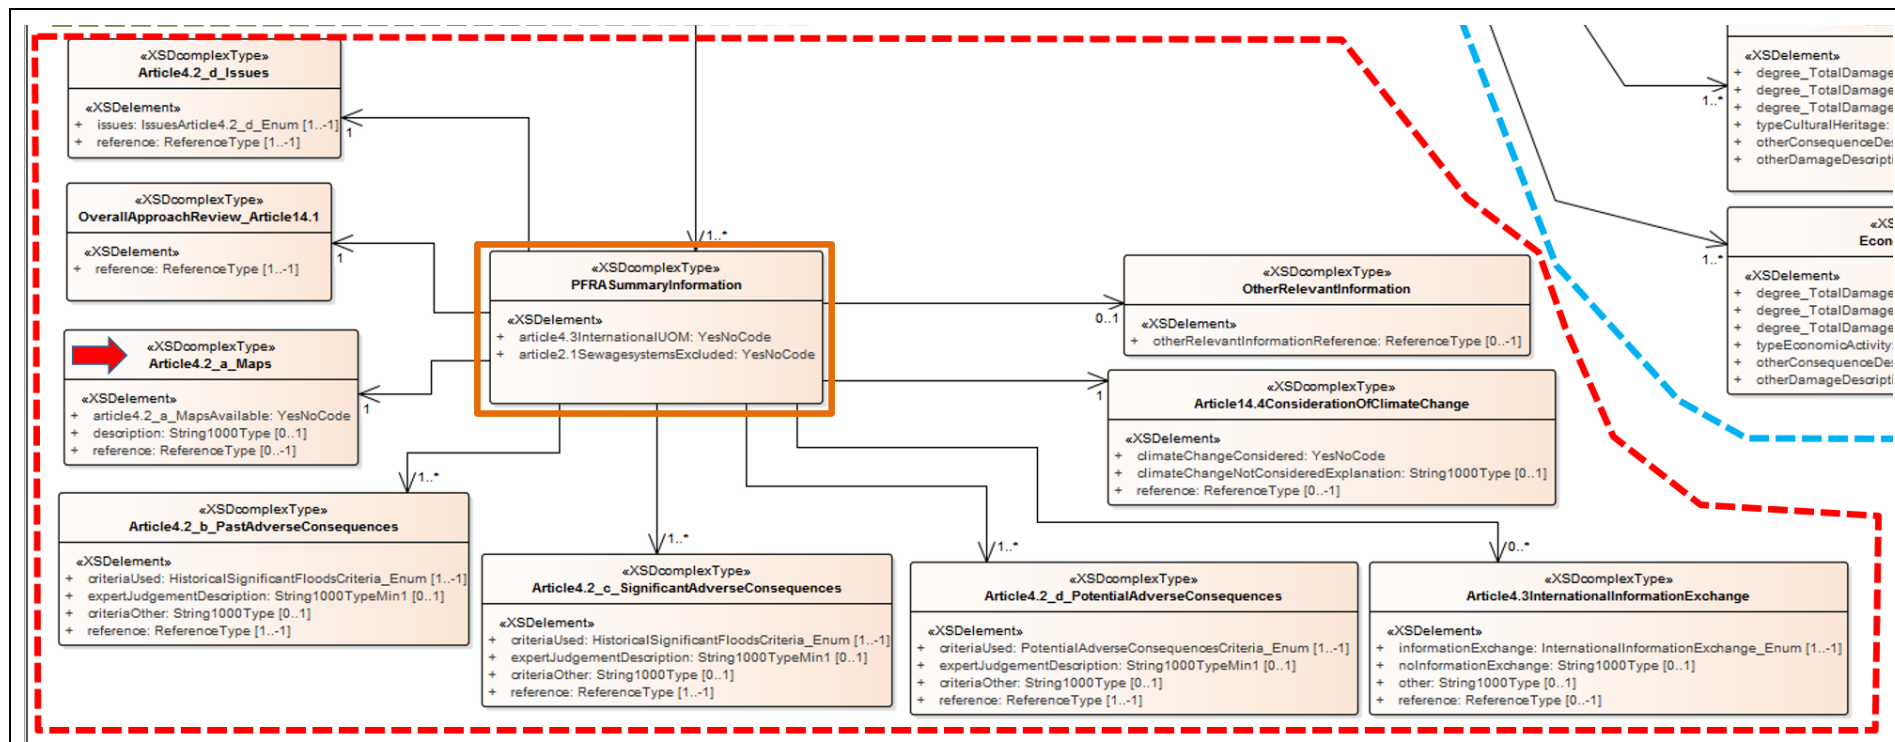 «XSDcomplexType»
Article4.2_d_Issues
«XSDelement»
+ issues: IssuesArticle4.2_d_Enum [1..-1]
+ reference: ReferenceType [1..-1]
1
«XSDcomplexType»
OverallApproachReview_Article14.1
«XSDelement»
+ reference: ReferenceType [1..-1]
1
«XSDcomplexType»
Article4.2_a_Maps
«XSDelement»
+ article4.2_a_MapsAvailable: YesNoCode
+ description: String1000Type [0..1]
+ reference: ReferenceType [0..-1]
1
1..*
«XSDcomplexType»
PFRASummaryInformation
«XSDelement»
+ article4.3InternationalUOM: YesNoCode
+ article2.1SewagesystemsExcluded: YesNoCode
0..1
«XSDcomplexType»
OtherRelevantInformation
«XSDelement»
+ otherRelevantInformationReference: ReferenceType [0..-1]
1
«XSDcomplexType»
Article14.4ConsiderationOfClimateChange
«XSDelement»
+ climateChangeConsidered: YesNoCode
+ climateChangeNotConsideredExplanation: String1000Type [0..1]
+ reference: ReferenceType [0..-1]
1..*
«XSDelement»
+ degree_TotalDamage
+ degree_TotalDamage
+ degree_TotalDamage
+ typeCulturalHeritage:
+ otherConsequenceDes
+ otherDamageDescripti
1..*
«XS
Econ
«XSDelement»
+ degree_TotalDamage
+ degree_TotalDamage
+ degree_TotalDamage
+ typeEconomicActivity:
+ otherConsequenceDes
+ otherDamageDescripti
1..*
«XSDcomplexType»
Article4.2_b_PastAdverseConsequences
«XSDelement»
+ criteriaUsed: HistoricalSignificantFloodsCriteria_Enum [1..-1]
+ expertJudgementDescription: String1000TypeMin1 [0..1]
+ criteriaOther: String1000Type [0..1]
+ reference: ReferenceType [1..-1]
1..*
«XSDcomplexType»
Article4.2_c_SignificantAdverseConsequences
«XSDelement»
+ criteriaUsed: HistoricalSignificantFloodsCriteria_Enum [1..-1]
+ expertJudgementDescription: String1000TypeMin1 [0..1]
+ criteriaOther: String1000Type [0..1]
+ reference: ReferenceType [1..-1]
1..*
«XSDcomplexType»
Article4.2_d_PotentialAdverseConsequences
«XSDelement»
+ criteriaUsed: PotentialAdverseConsequencesCriteria_Enum [1..-1]
+ expertJudgementDescription: String1000TypeMin1 [0..1]
+ criteriaOther: String1000Type [0..1]
+ reference: ReferenceType [1..-1]
0..*
«XSDcomplexType»
Article4.3InternationalInformationExchange
«XSDelement»
+ informationExchange: InternationalInformationExchange_Enum [1..-1]
+ noInformationExchange: String1000Type [0..1]
+ other: String1000Type [0..1]
+ reference: ReferenceType [0..-1]